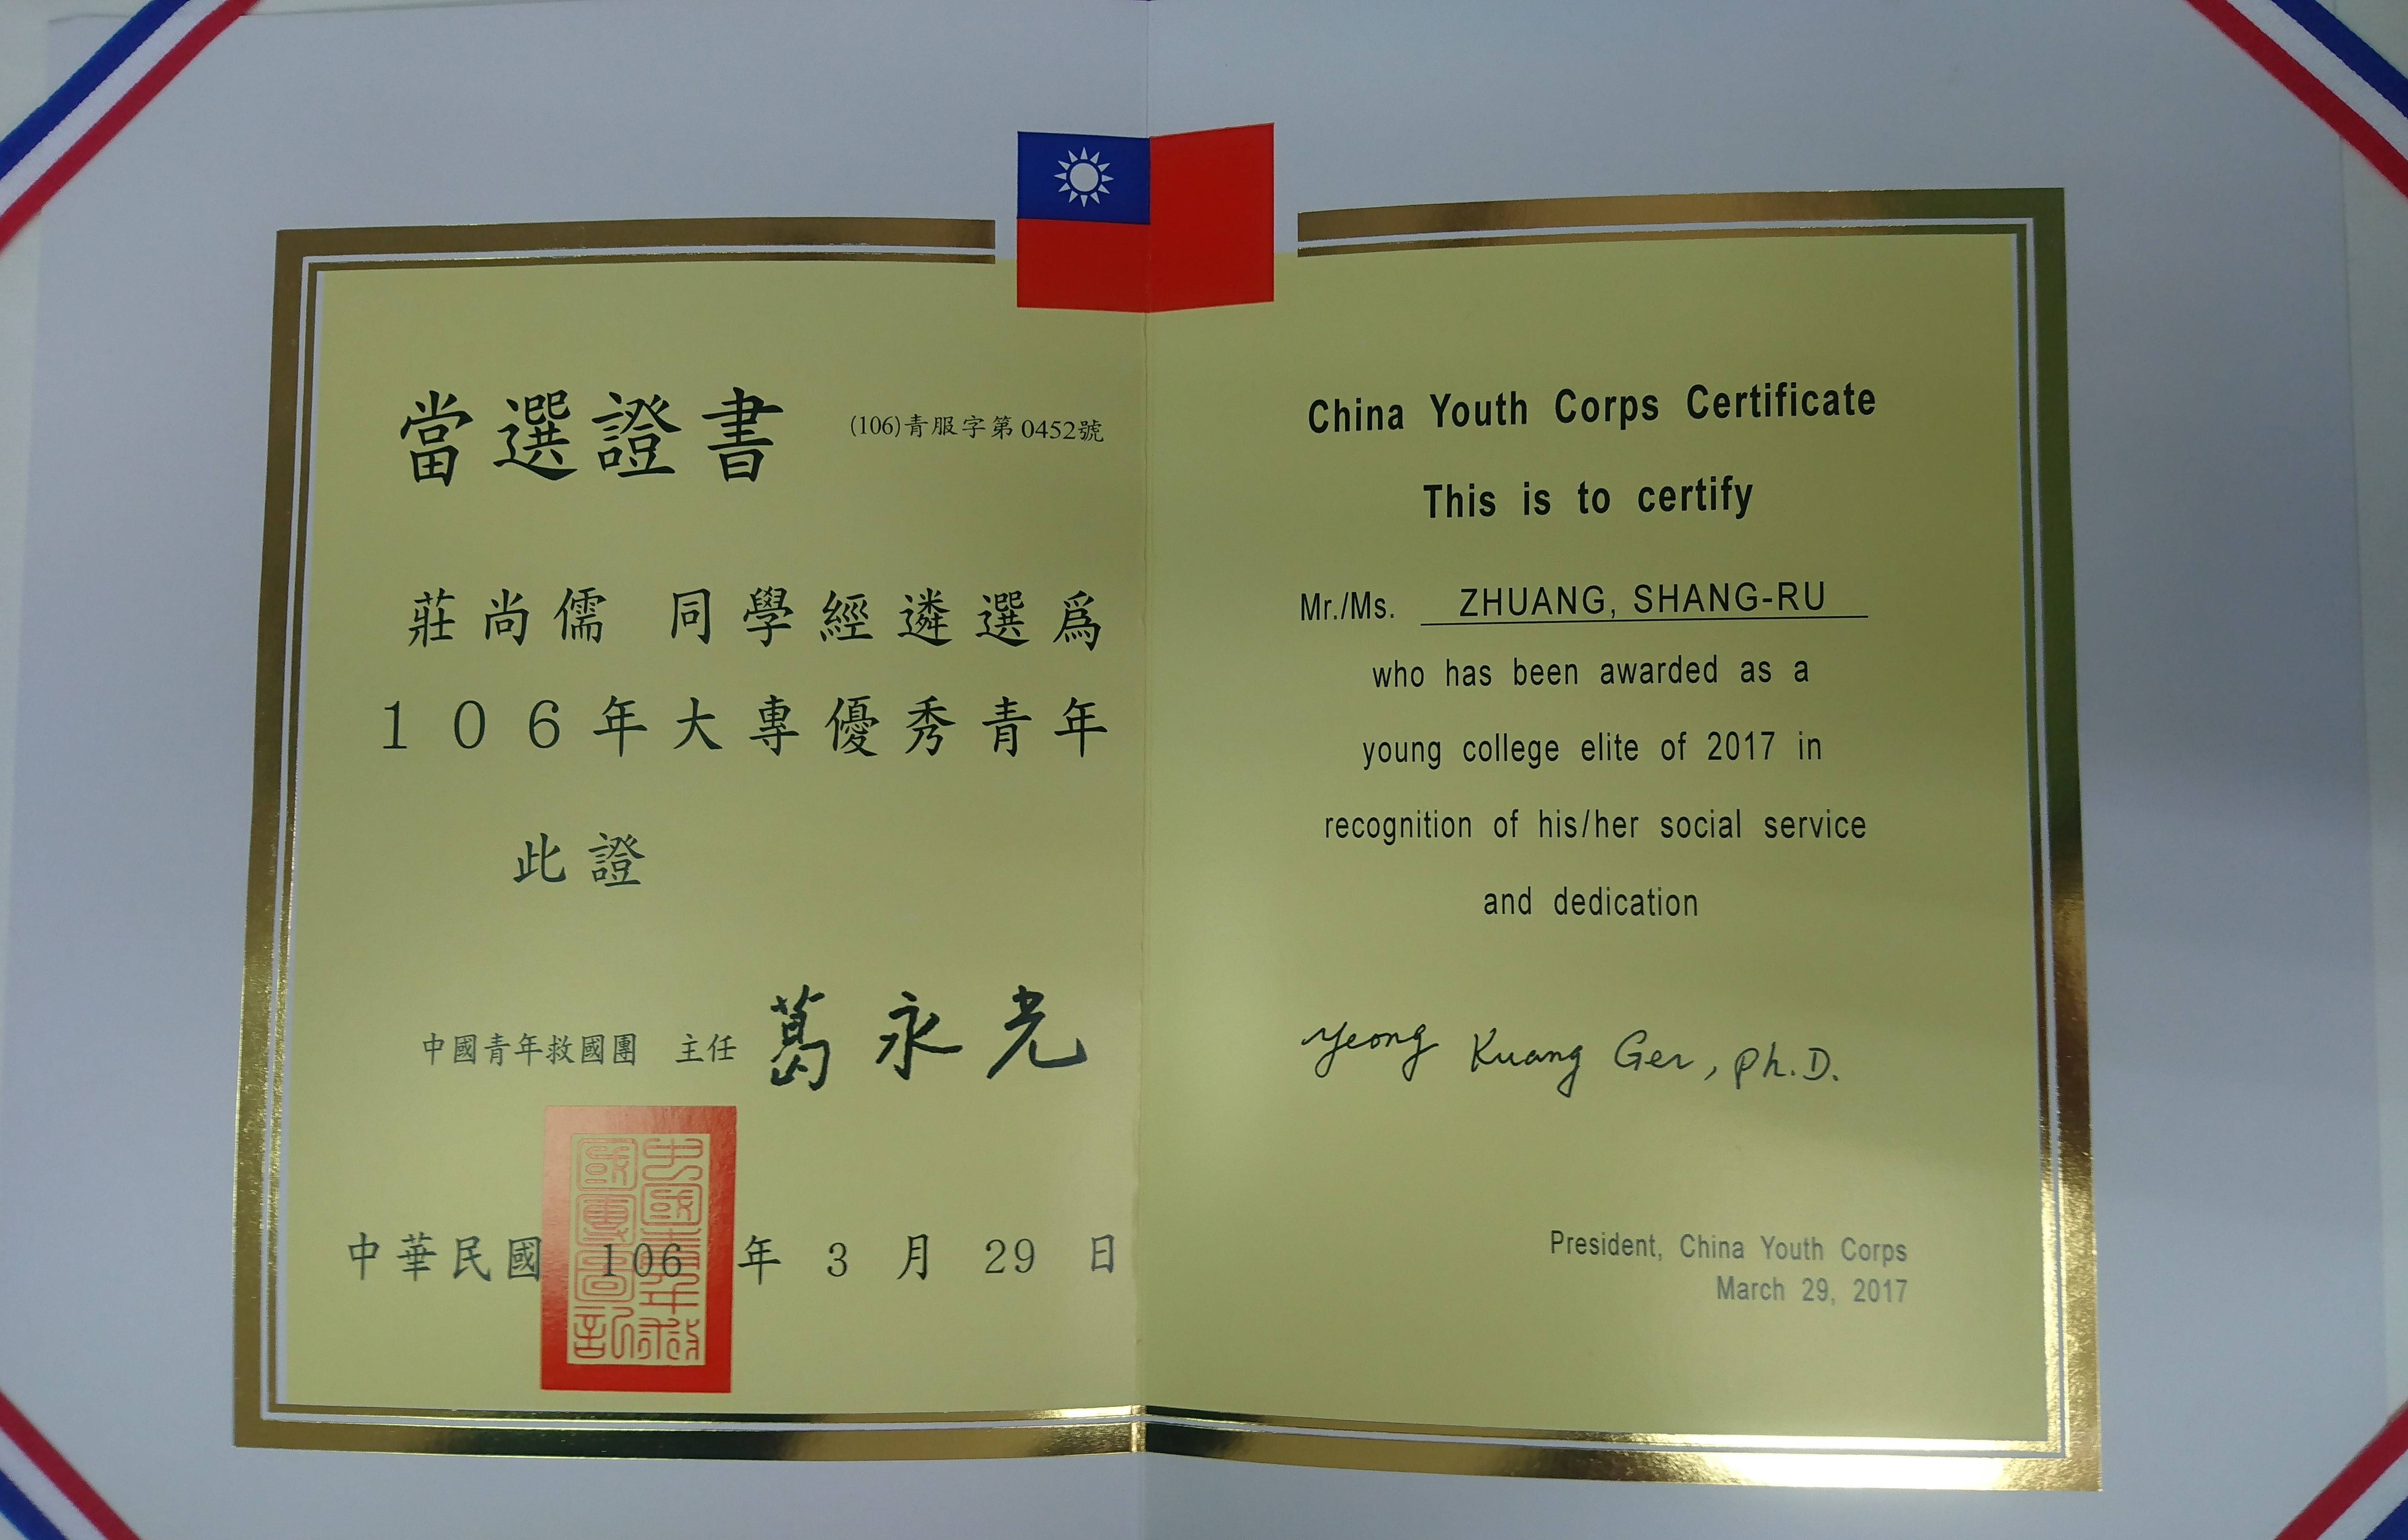 當選證書 (106)青服字第0452號
莊尚儒 同學經遴選爲
106年大專優秀青年
此證
中國青年救國團 主任 葛永光
中華民國 106 年 3 月 29 日
中國青年救
國團圖記
China Youth Corps Certificate
This is to certify
Mr./Ms. ZHUANG, SHANG-RU
who has been awarded as a
young college elite of 2017 in
recognition of his/her social service
and dedication
Yeong Kuang Ger, Ph.D.
President, China Youth Corps
March 29, 2017